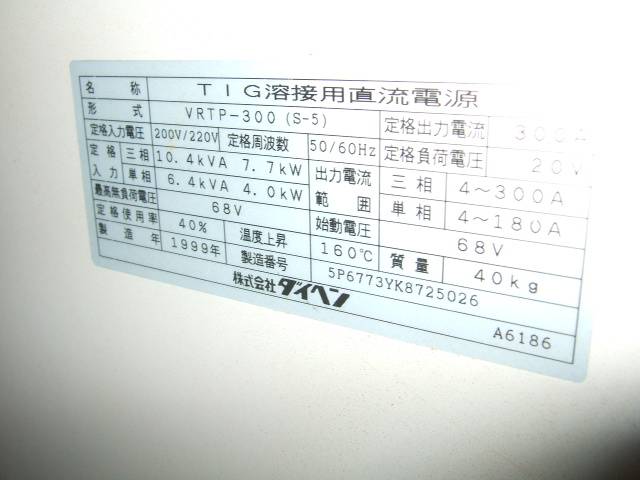 名称 TIG溶接用直流電源
形式 VRTP-300(S-5) 定格出力電流 300A
定格入力電圧 200V/220V 定格周波数 50/60Hz 定格負荷電圧 20V
定格入力 三相 10.4kVA 7.7kW 出力電流範囲 三相 4～300A
単相 6.4kVA 4.0kW 単相 4～180A
最高無負荷電圧 68V 始動電圧 68V
定格使用率 40% 温度上昇 160℃ 質量 40kg
製造年 1999年 製造番号 5P6773YK8725026
株式会社ダイヘン A6186